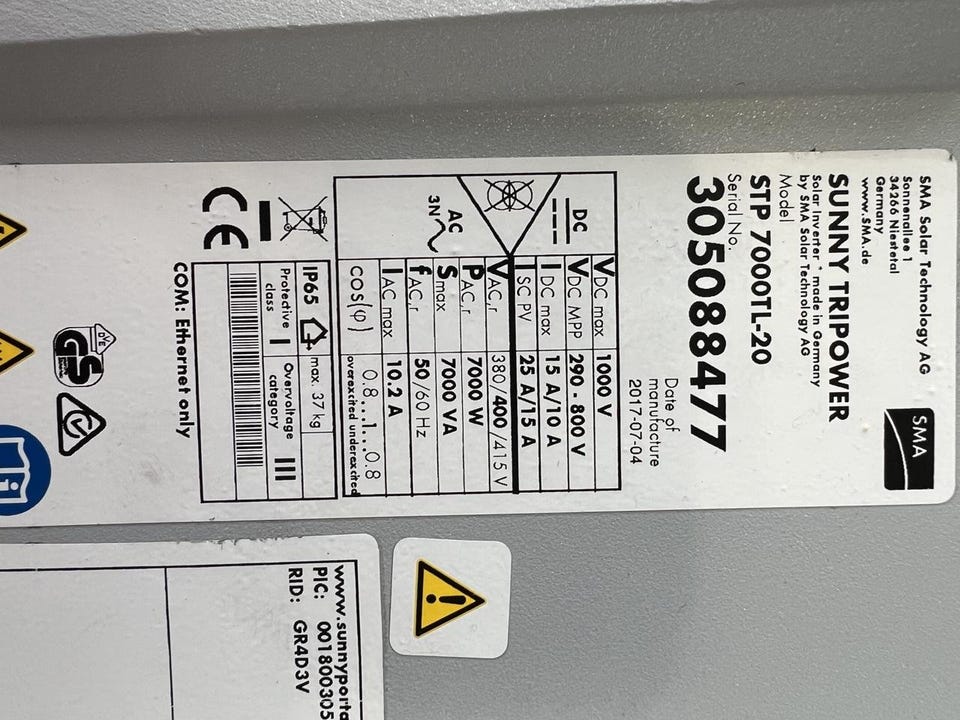 SMA Solar Technology AG
Sonnenallee 1
34266 Niestetal
Germany
www.SMA.de
SMA
SUNNY TRIPOWER
Solar Inverter * made in Germany
by SMA Solar Technology AG
Model
STP 7000TL-20
Serial No.
3050888477
Date of
manufacture
2017-07-04
DC
VDC max 1000 V
VDC, MPP 290 - 800 V
IDC max 15 A/10 A
ISC PV 25 A/15 A
AC
3N
VAC,r 380/400/415 V
PAC,r 7000 W
Smax 7000 VA
fAC,r 50/60 Hz
IAC max 10.2 A
cos(φ) 0.8...1...0.8
overexcited underexcited
IP65 max. 37 kg
Protective class I
Overvoltage category III
CE
COM: Ethernet only
DVE
GS
www.sunnyporta
PIC: 001800305
RID: GR4D3V